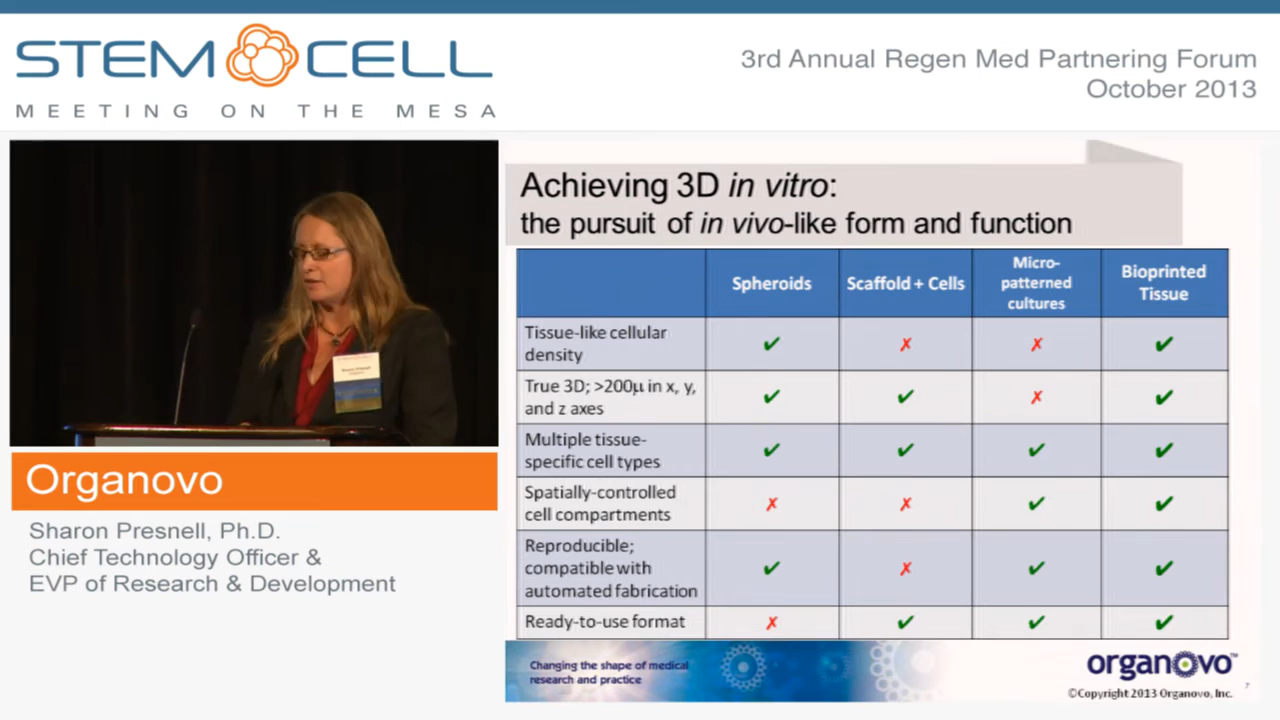 STEM CELL
MEETING ON THE MESA
3rd Annual Regen Med Partnering Forum
October 2013
Achieving 3D in vitro:
the pursuit of in vivo-like form and function
Spheroids
Scaffold + Cells
Micro-
patterned
cultures
Bioprinted
Tissue
Tissue-like cellular
density
✔ ✗ ✗ ✔
True 3D; >200µ in x, y,
and z axes
✔ ✔ ✗ ✔
Multiple tissue-
specific cell types
✔ ✔ ✔ ✔
Spatially-controlled
cell compartments
✗ ✗ ✔ ✔
Reproducible;
compatible with
automated fabrication
✔ ✗ ✔ ✔
Ready-to-use format
✗ ✔ ✔ ✔
Changing the shape of medical
research and practice
organovo™
©Copyright 2013 Organovo, Inc.
7
Organovo
Sharon Presnell, Ph.D.
Chief Technology Officer &
EVP of Research & Development